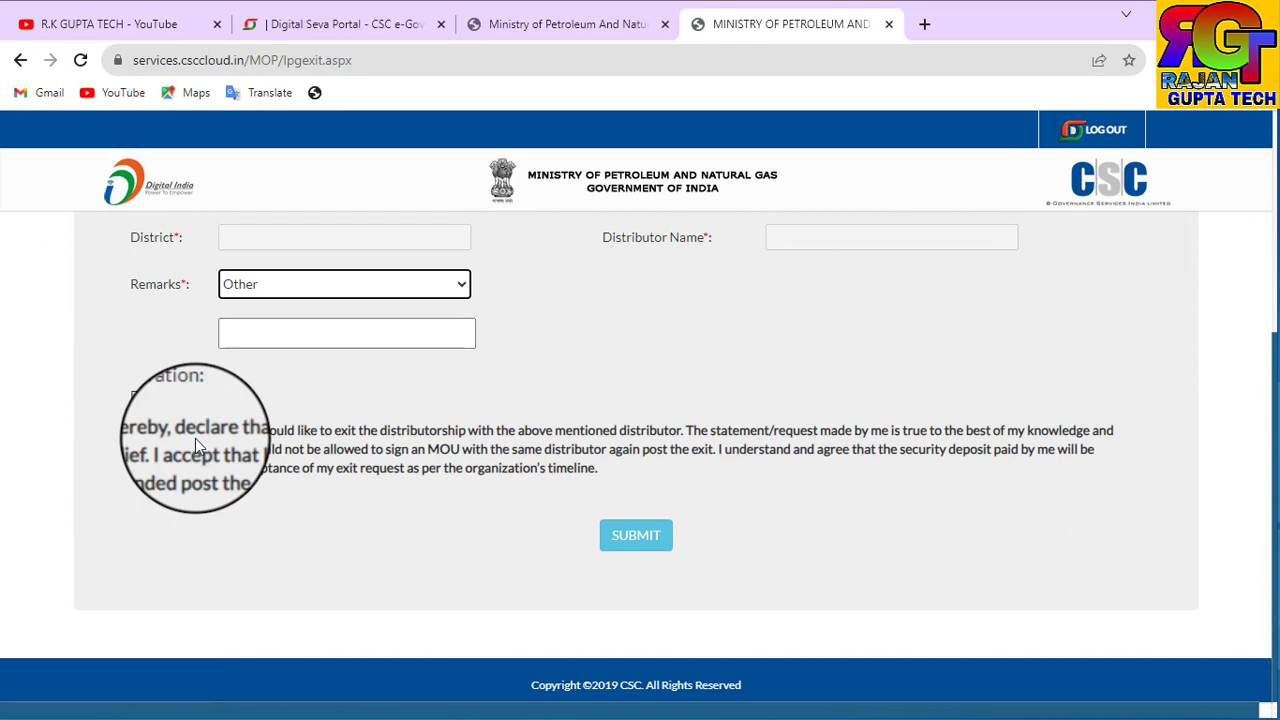 R.K GUPTA TECH - YouTube
| Digital Seva Portal - CSC e-Gov
Ministry of Petroleum And Natu
MINISTRY OF PETROLEUM AND
RGT
RAJAN
GUPTA TECH
services.csccloud.in/MOP/lpgexit.aspx
Gmail
YouTube
Maps
Translate
LOG OUT
Digital India
Power To Empower
MINISTRY OF PETROLEUM AND NATURAL GAS
GOVERNMENT OF INDIA
CSC
e-GOVERNANCE SERVICES INDIA LIMITED
District*:
Distributor Name*:
Remarks*:
Other
ation:
ereby, declare tha ould like to exit the distributorship with the above mentioned distributor. The statement/request made by me is true to the best of my knowledge and
ief. I accept that ld not be allowed to sign an MOU with the same distributor again post the exit. I understand and agree that the security deposit paid by me will be
nded post the ptance of my exit request as per the organization's timeline.
SUBMIT
Copyright ©2019 CSC. All Rights Reserved